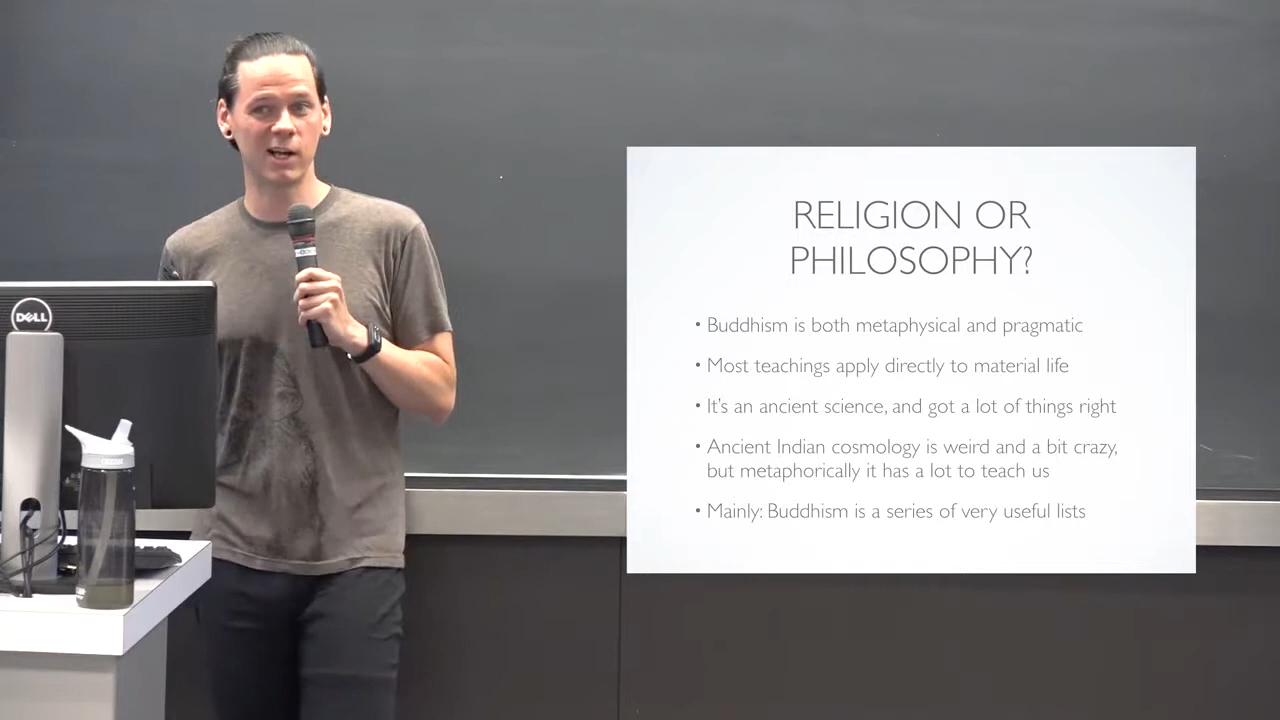 DELL
RELIGION OR
PHILOSOPHY?
• Buddhism is both metaphysical and pragmatic
• Most teachings apply directly to material life
• It's an ancient science, and got a lot of things right
• Ancient Indian cosmology is weird and a bit crazy,
but metaphorically it has a lot to teach us
• Mainly: Buddhism is a series of very useful lists